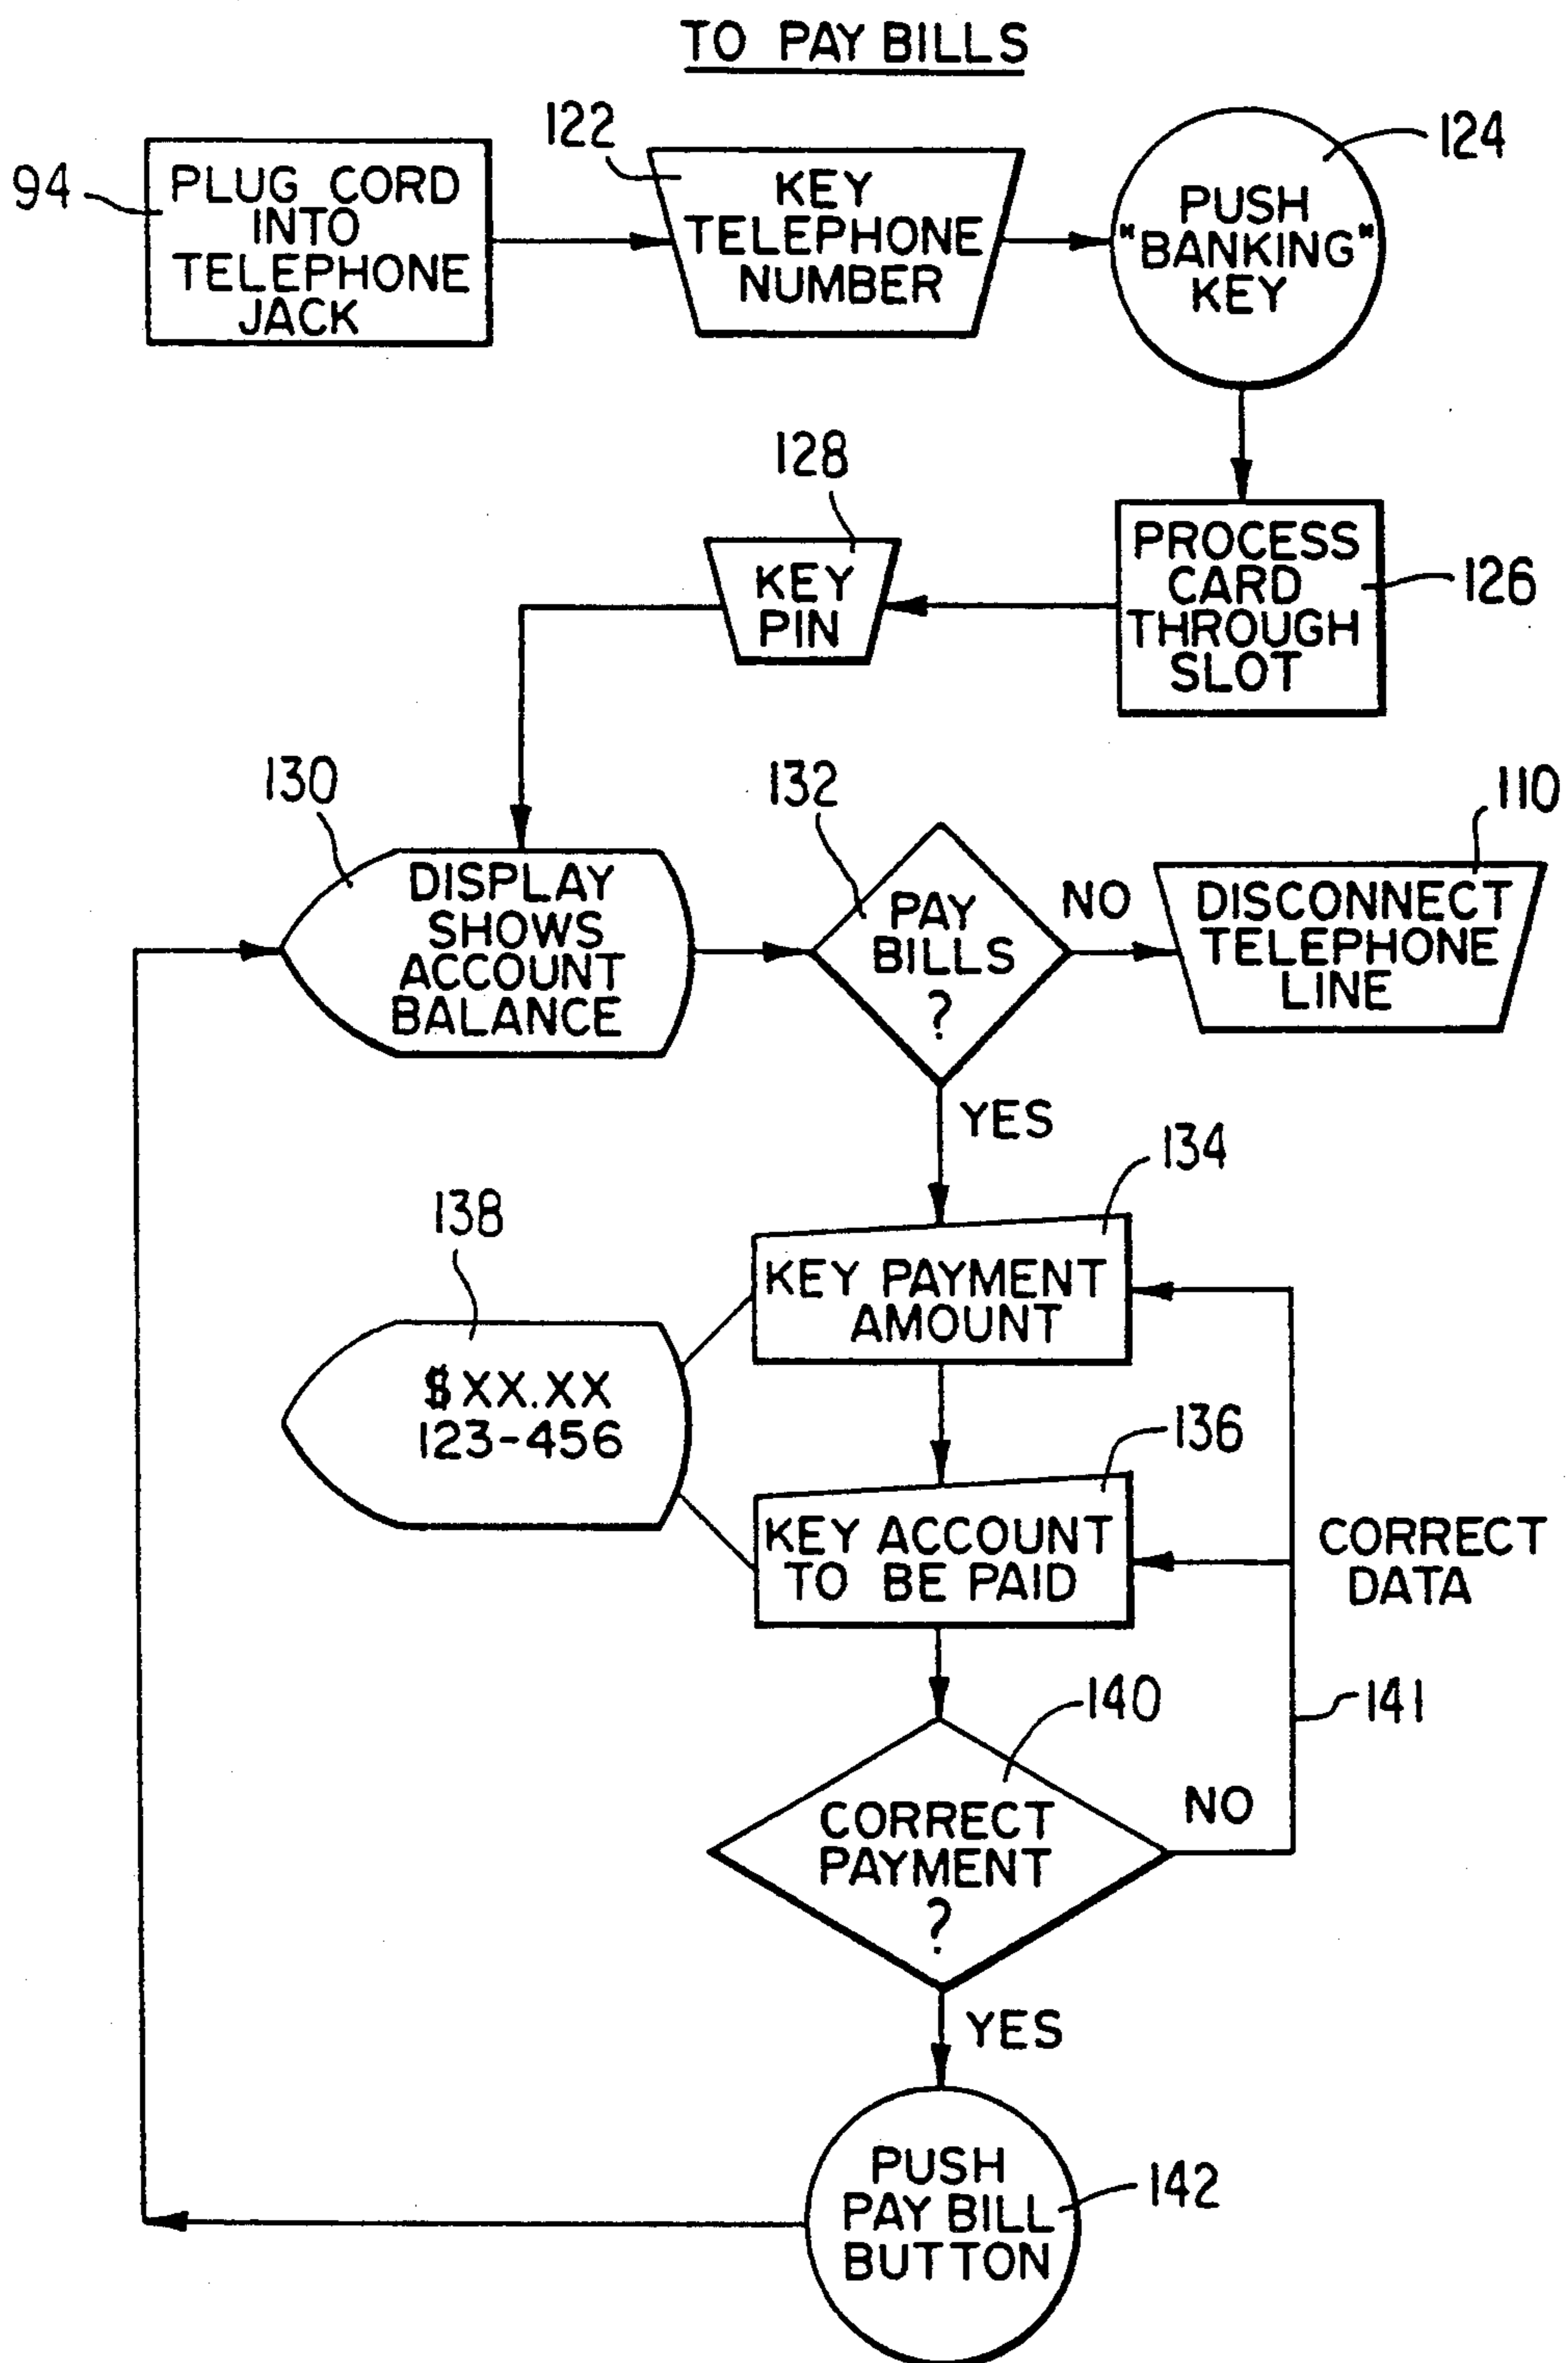 TO PAY BILLS
94
PLUG CORD
INTO
TELEPHONE
JACK
122
KEY
TELEPHONE
NUMBER
124
PUSH
"BANKING"
KEY
128
KEY
PIN
PROCESS
CARD
THROUGH
SLOT
126
130
DISPLAY
SHOWS
ACCOUNT
BALANCE
132
PAY
BILLS
?
NO
110
DISCONNECT
TELEPHONE
LINE
YES
134
KEY PAYMENT
AMOUNT
138
$XX.XX
123-456
136
KEY ACCOUNT
TO BE PAID
CORRECT
DATA
141
140
CORRECT
PAYMENT
?
NO
YES
PUSH
PAY BILL
BUTTON
142